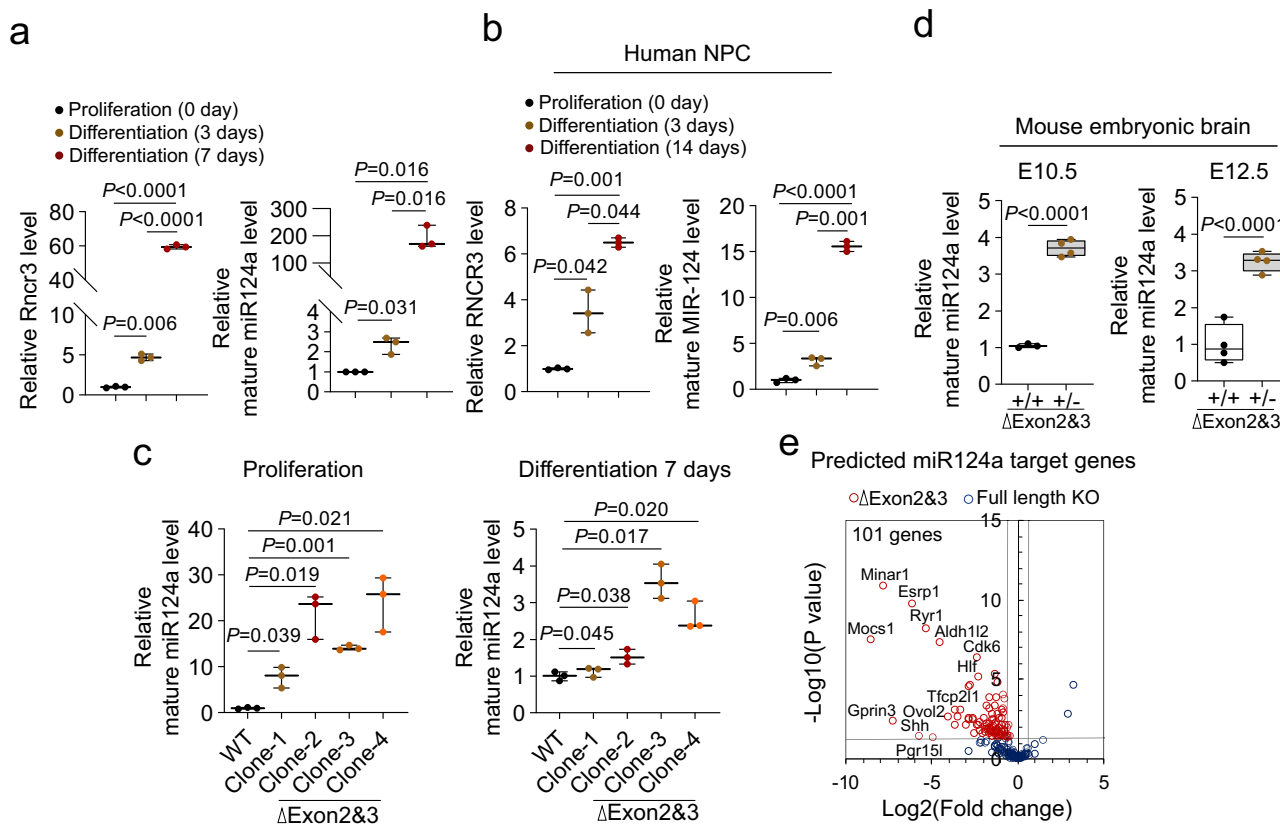 a
Proliferation (0 day)
Differentiation (3 days)
Differentiation (7 days)
Relative Rncr3 level
80
60
40
10
5
0
P<0.0001
<0.0001
P=0.006
Relative
mature miR124a level
300
200
100
4
3
2
1
0
P=0.016
P=0.016
P=0.031
b
Human NPC
Proliferation (0 day)
Differentiation (3 days)
Differentiation (14 days)
Relative RNCR3 level
8
6
4
2
0
P=0.001
P=0.044
P=0.042
Relative
mature MIR-124 level
20
15
10
5
0
P<0.0001
P=0.001
P=0.006
c
Proliferation
Relative
mature miR124a level
40
30
20
10
0
P=0.021
P=0.001
P=0.019
P=0.039
WT
Clone-1
Clone-2
Clone-3
Clone-4
ΔExon2&3
Differentiation 7 days
Relative
mature miR124a level
5
4
3
2
1
0
P=0.020
P=0.017
P=0.038
P=0.045
WT
Clone-1
Clone-2
Clone-3
Clone-4
ΔExon2&3
d
Mouse embryonic brain
E10.5
Relative
mature miR124a level
5
4
3
2
1
0
P<0.0001
+/+ +/-
ΔExon2&3
E12.5
Relative
mature miR124a level
5
4
3
2
1
0
P<0.0001
+/+ +/-
ΔExon2&3
e
Predicted miR124a target genes
ΔExon2&3
Full length KO
101 genes
-Log10(P value)
15
10
5
0
Minar1
Esrp1
Ryr1
Mocs1
Aldh1l2
Cdk6
Hlf
Tfcp2l1
Gprin3
Ovol2
Shh
Pgr15l
-10
-5
0
5
Log2(Fold change)